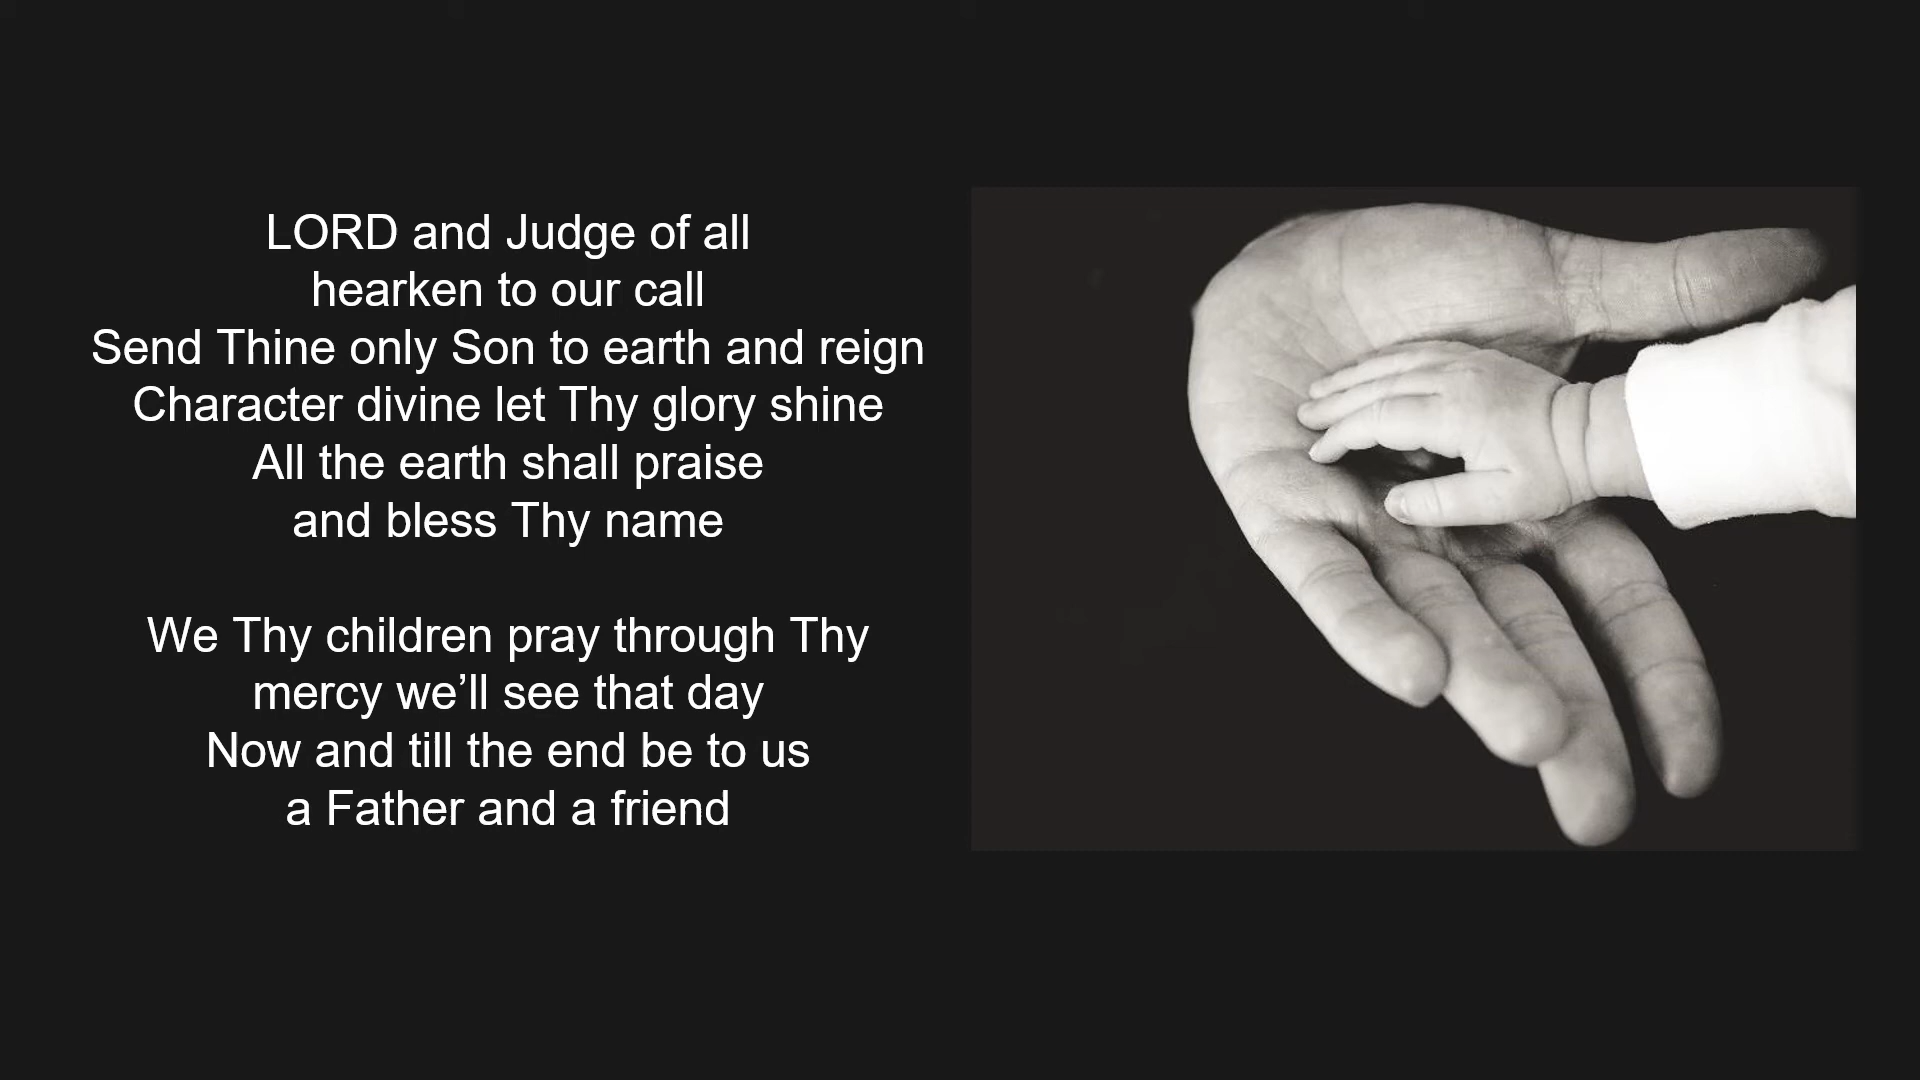 LORD and Judge of all
hearken to our call
Send Thine only Son to earth and reign
Character divine let Thy glory shine
All the earth shall praise
and bless Thy name
We Thy children pray through Thy
mercy we’ll see that day
Now and till the end be to us
a Father and a friend